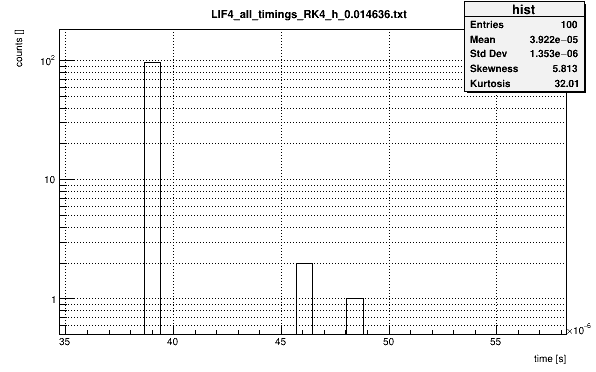 LIF4_all_timings_RK4_h_0.014636.txt
hist
Entries 100
Mean 3.922e−05
Std Dev 1.353e−06
Skewness 5.813
Kurtosis 32.01
counts []
10²
10
1
35 40 45 50 55
×10⁻⁶
time [s]